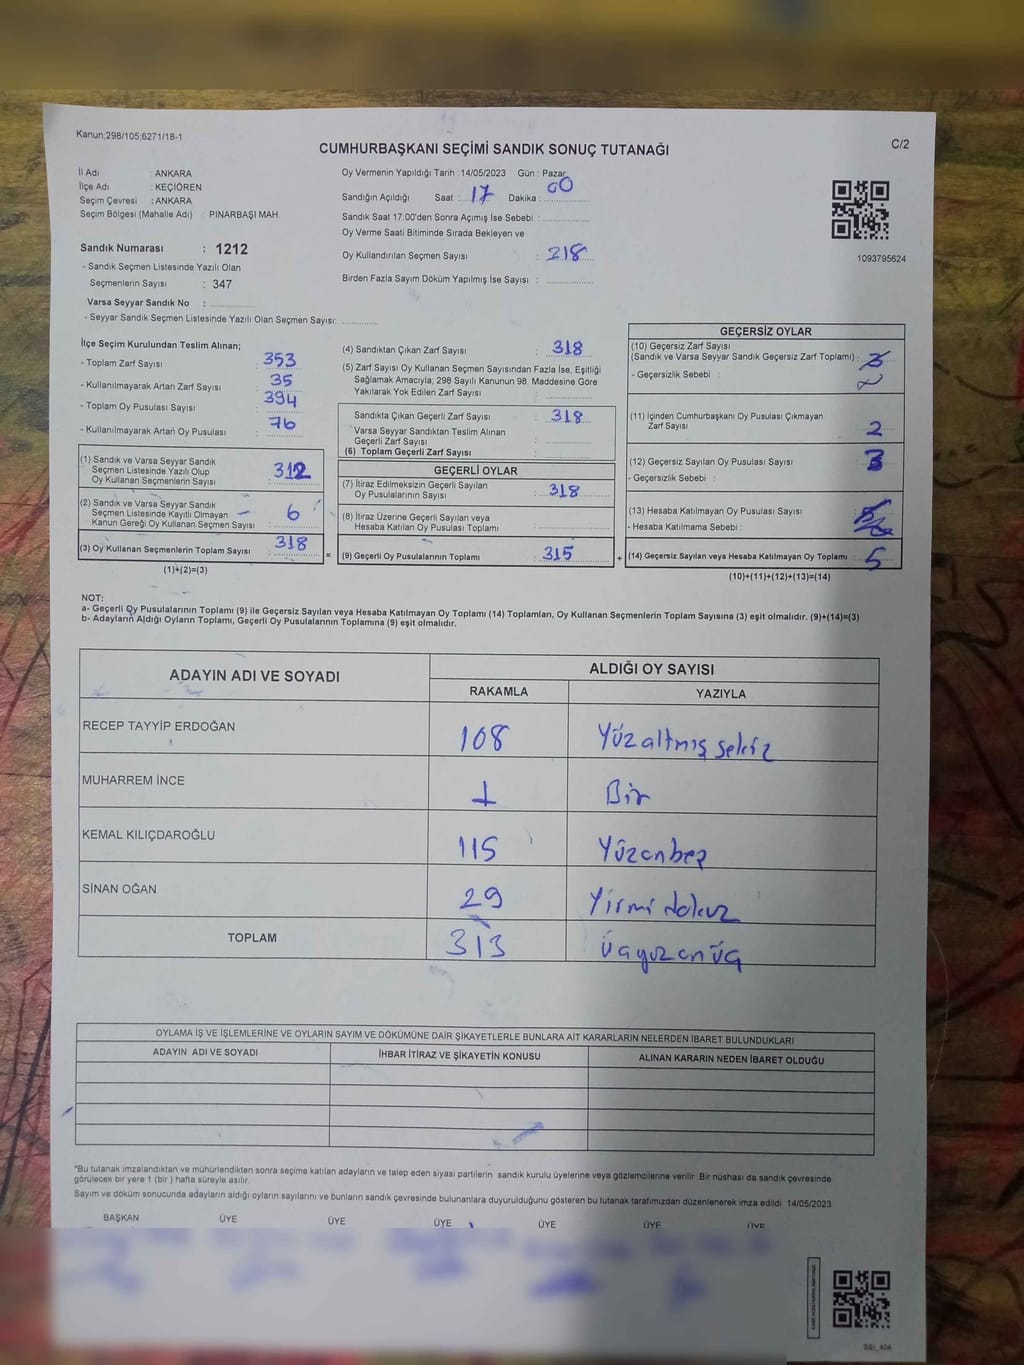 Kanun;298/105;6271/18-1
C/2
CUMHURBAŞKANI SEÇİMİ SANDIK SONUÇ TUTANAĞI
İl Adı : ANKARA
İlçe Adı : KEÇİÖREN
Seçim Çevresi : ANKARA
Seçim Bölgesi (Mahalle Adı) : PINARBAŞI MAH.
Sandık Numarası : 1212
- Sandık Seçmen Listesinde Yazılı Olan
Seçmenlerin Sayısı : 347
Varsa Seyyar Sandık No :
- Seyyar Sandık Seçmen Listesinde Yazılı Olan Seçmen Sayısı:
Oy Vermenin Yapıldığı Tarih : 14/05/2023 Gün : Pazar
Sandığın Açıldığı Saat : 17 Dakika : 00
Sandık Saat 17:00'den Sonra Açımış İse Sebebi :
Oy Verme Saati Bitiminde Sırada Bekleyen ve
Oy Kullandırılan Seçmen Sayısı : 218
Birden Fazla Sayım Döküm Yapılmış İse Sayısı :
1093795624
İlçe Seçim Kurulundan Teslim Alınan;
- Toplam Zarf Sayısı : 353
- Kullanılmayarak Artan Zarf Sayısı : 35
- Toplam Oy Pusulası Sayısı : 394
- Kullanılmayarak Artan Oy Pusulası : 76
(1) Sandık ve Varsa Seyyar Sandık
Seçmen Listesinde Yazılı Olup
Oy Kullanan Seçmenlerin Sayısı : 312
(2) Sandık ve Varsa Seyyar Sandık
Seçmen Listesinde Kayıtlı Olmayan
Kanun Gereği Oy Kullanan Seçmen Sayısı : 6
(3) Oy Kullanan Seçmenlerin Toplam Sayısı : 318
(1)+(2)=(3)
=
(4) Sandıktan Çıkan Zarf Sayısı : 318
(5) Zarf Sayısı Oy Kullanan Seçmen Sayısından Fazla İse, Eşitliği
Sağlamak Amacıyla; 298 Sayılı Kanunun 98. Maddesine Göre
Yakılarak Yok Edilen Zarf Sayısı :
Sandıkta Çıkan Geçerli Zarf Sayısı : 318
Varsa Seyyar Sandıktan Teslim Alınan
Geçerli Zarf Sayısı :
(6) Toplam Geçerli Zarf Sayısı :
GEÇERLİ OYLAR
(7) İtiraz Edilmeksizin Geçerli Sayılan
Oy Pusulalarının Sayısı : 318
(8) İtiraz Üzerine Geçerli Sayılan veya
Hesaba Katılan Oy Pusulası Toplamı :
(9) Geçerli Oy Pusulalarının Toplamı : 315
+
GEÇERSİZ OYLAR
(10) Geçersiz Zarf Sayısı
(Sandık ve Varsa Seyyar Sandık Geçersiz Zarf Toplamı) :
- Geçersizlik Sebebi :
(11) İçinden Cumhurbaşkanı Oy Pusulası Çıkmayan
Zarf Sayısı : 2
(12) Geçersiz Sayılan Oy Pusulası Sayısı : 3
- Geçersizlik Sebebi :
(13) Hesaba Katılmayan Oy Pusulası Sayısı
- Hesaba Katılmama Sebebi :
(14) Geçersiz Sayılan veya Hesaba Katılmayan Oy Toplamı : 5
(10)+(11)+(12)+(13)=(14)
NOT:
a- Geçerli Oy Pusulalarının Toplamı (9) ile Geçersiz Sayılan veya Hesaba Katılmayan Oy Toplamı (14) Toplamları, Oy Kullanan Seçmenlerin Toplam Sayısına (3) eşit olmalıdır. (9)+(14)=(3)
b- Adayların Aldığı Oyların Toplamı, Geçerli Oy Pusulalarının Toplamına (9) eşit olmalıdır.
ADAYIN ADI VE SOYADI
ALDIĞI OY SAYISI
RAKAMLA YAZIYLA
RECEP TAYYİP ERDOĞAN 108 Yüzaltmış sekiz
MUHARREM İNCE 1 Bir
KEMAL KILIÇDAROĞLU 115 Yüzonbeş
SİNAN OĞAN 29 Yirmi dokuz
TOPLAM 313 Üçyüzonüç
OYLAMA İŞ VE İŞLEMLERİNE VE OYLARIN SAYIM VE DÖKÜMÜNE DAİR ŞİKAYETLERLE BUNLARA AİT KARARLARIN NELERDEN İBARET BULUNDUKLARI
ADAYIN ADI VE SOYADI İHBAR İTİRAZ VE ŞİKAYETİN KONUSU ALINAN KARARIN NEDEN İBARET OLDUĞU
*Bu tutanak imzalandıktan ve mühürlendikten sonra seçime katılan adayların ve talep eden siyasi partilerin sandık kurulu üyelerine veya gözlemcilerine verilir. Bir nüshası da sandık çevresinde
görülecek bir yere 1 (bir ) hafta süreyle asılır.
Sayım ve döküm sonucunda adayların aldığı oyların sayılarını ve bunların sandık çevresinde bulunanlara duyurulduğunu gösteren bu tutanak tarafımızdan düzenlenerek imza edildi. 14/05/2023
BAŞKAN ÜYE ÜYE ÜYE ÜYE ÜYE ÜYE